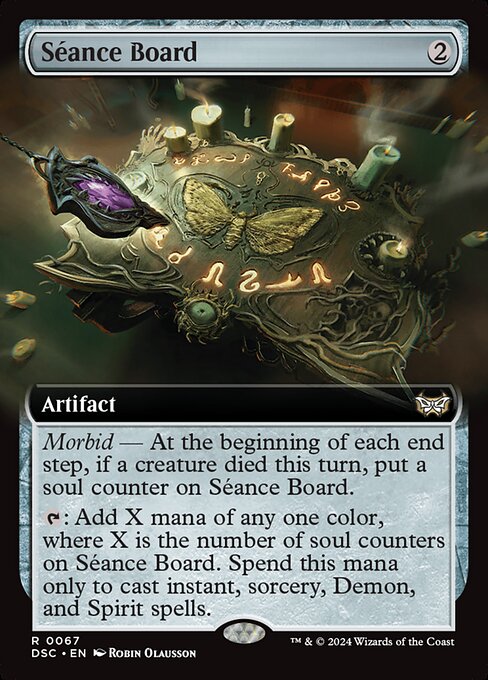 Séance Board 2
Artifact
Morbid — At the beginning of each end
step, if a creature died this turn, put a
soul counter on Séance Board.
: Add X mana of any one color,
where X is the number of soul counters
on Séance Board. Spend this mana
only to cast instant, sorcery, Demon,
and Spirit spells.
R 0067
DSC • EN Robin Olausson
™ & © 2024 Wizards of the Coast